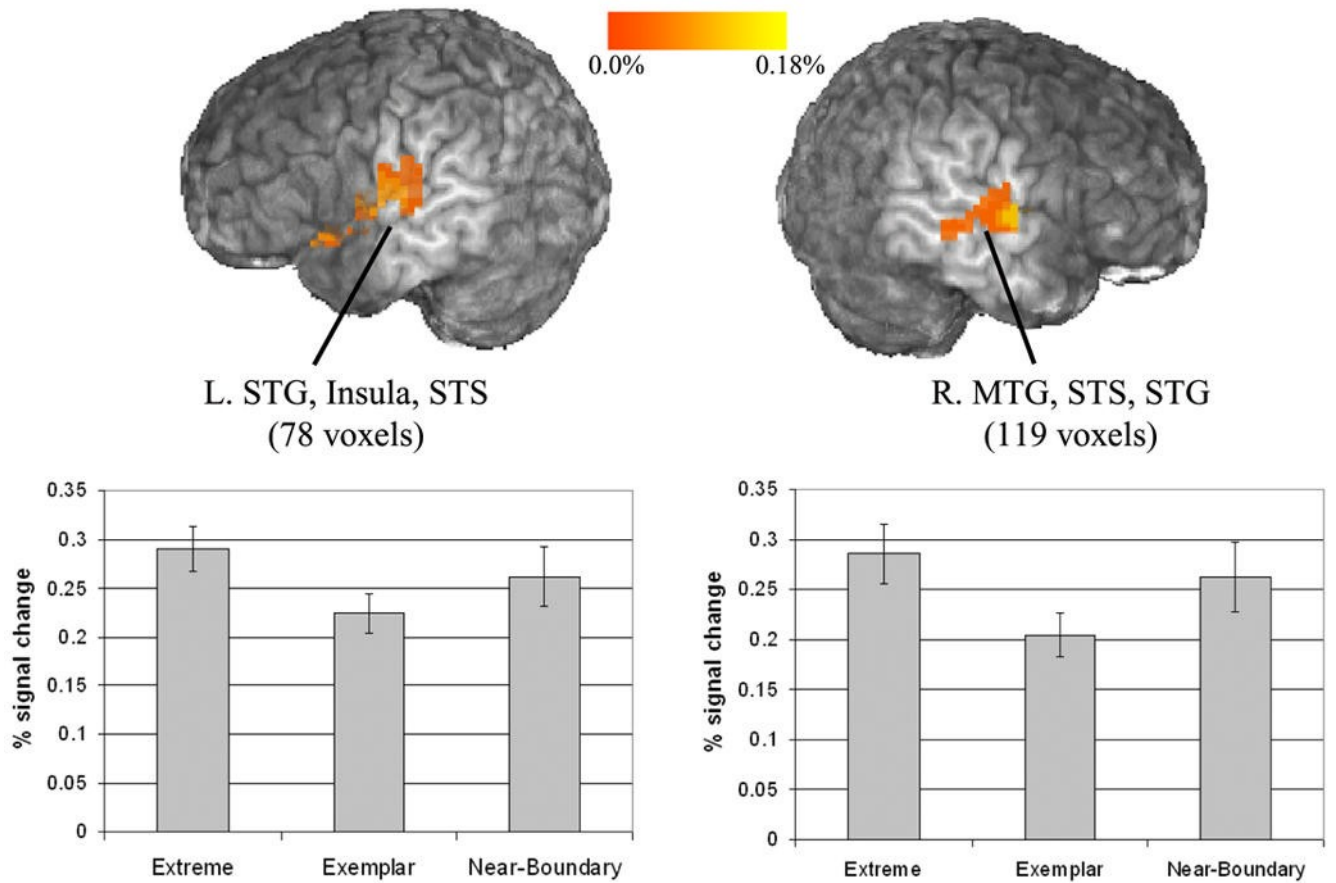 0.0% 0.18%
L. STG, Insula, STS
(78 voxels)
R. MTG, STS, STG
(119 voxels)
% signal change
0.35
0.3
0.25
0.2
0.15
0.1
0.05
0
Extreme Exemplar Near-Boundary
% signal change
0.35
0.3
0.25
0.2
0.15
0.1
0.05
0
Extreme Exemplar Near-Boundary